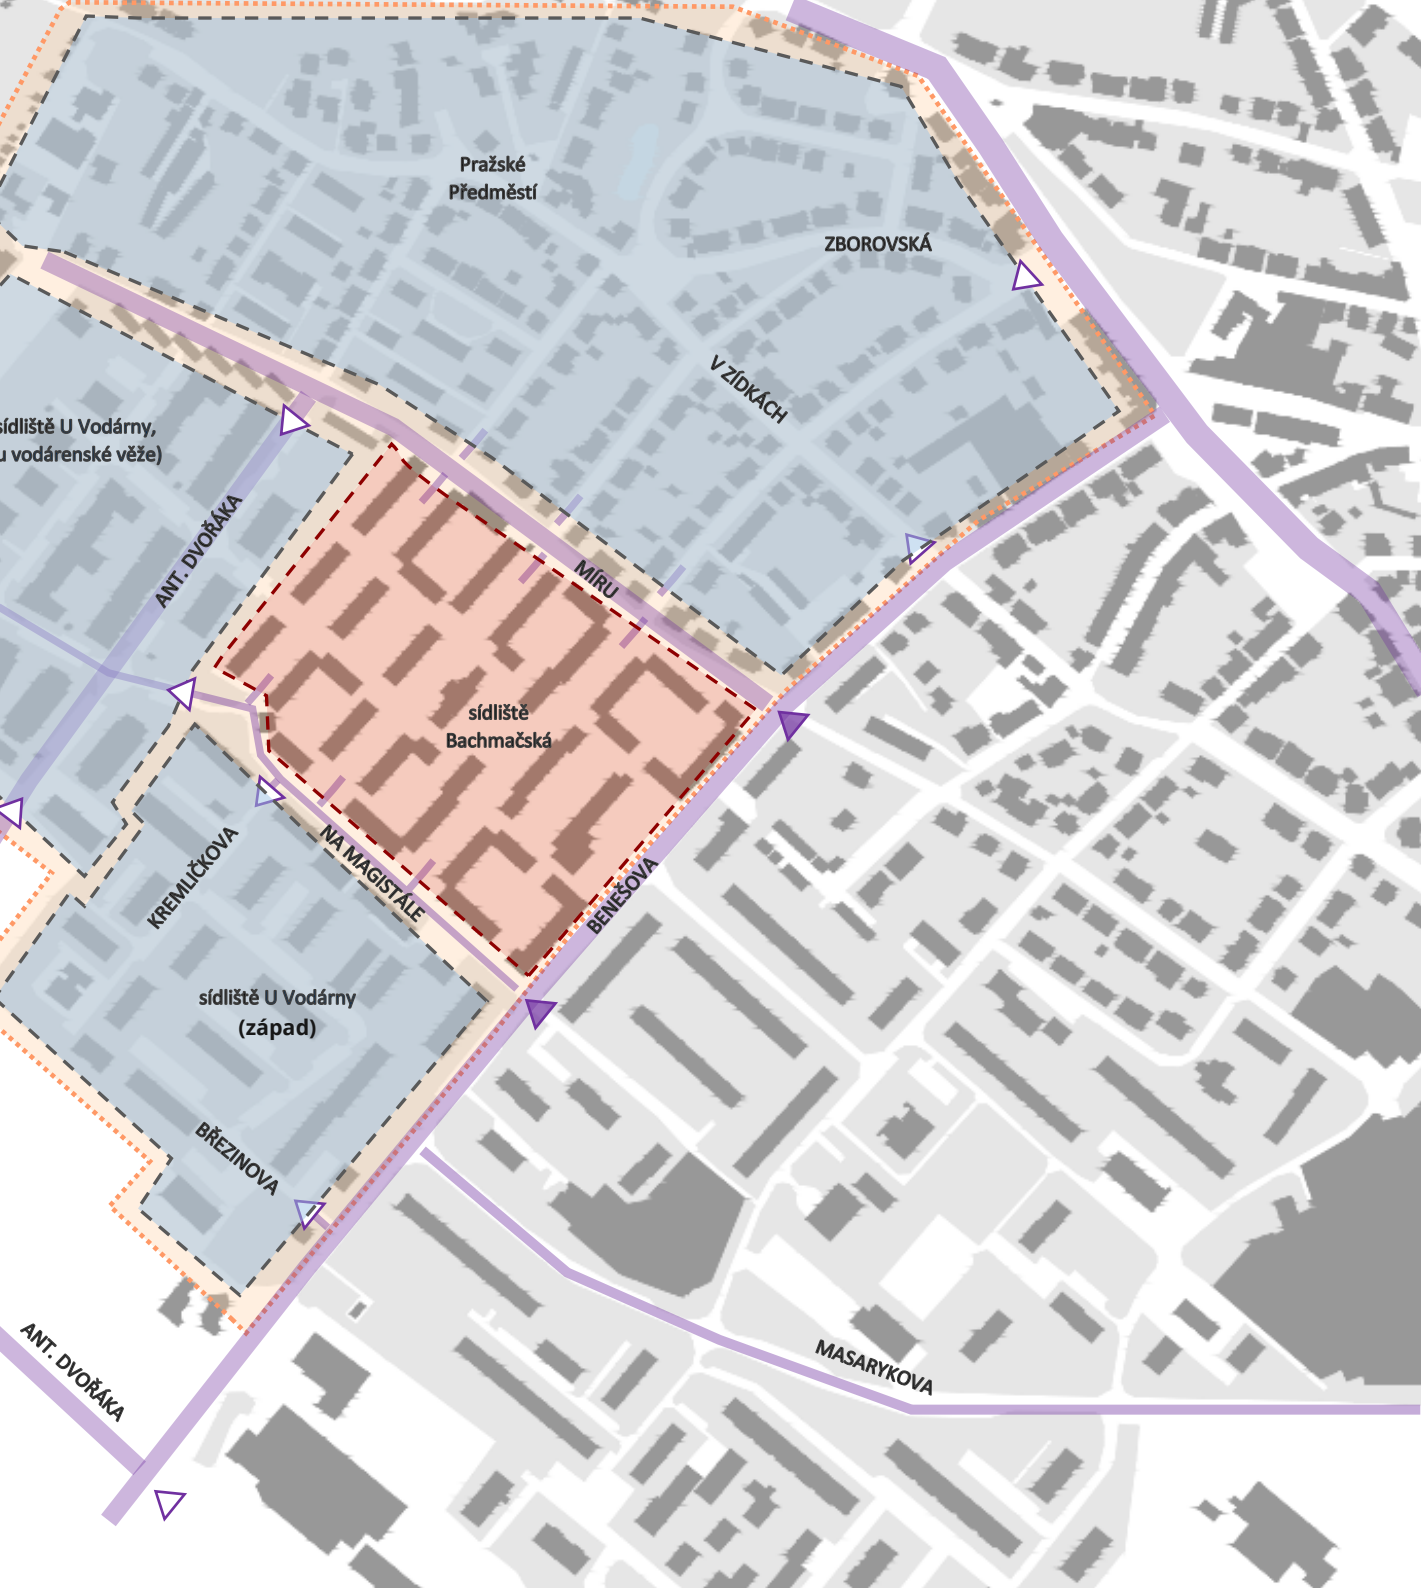 Pražské
Předměstí
ZBOROVSKÁ
V ZÍDKÁCH
sídliště U Vodárny,
u vodárenské věže)
ANT. DVOŘÁKA
MÍRU
sídliště
Bachmačská
KREMLIČKOVA
NA MAGISTÁLE
BENEŠOVA
sídliště U Vodárny
(západ)
BŘEZINOVA
ANT. DVOŘÁKA
MASARYKOVA